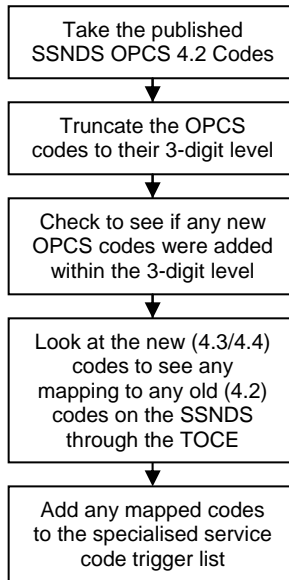 Take the published
SSNDS OPCS 4.2 Codes
Truncate the OPCS
codes to their 3-digit level
Check to see if any new
OPCS codes were added
within the 3-digit level
Look at the new (4.3/4.4)
codes to see any
mapping to any old (4.2)
codes on the SSNDS
through the TOCE
Add any mapped codes
to the specialised service
code trigger list